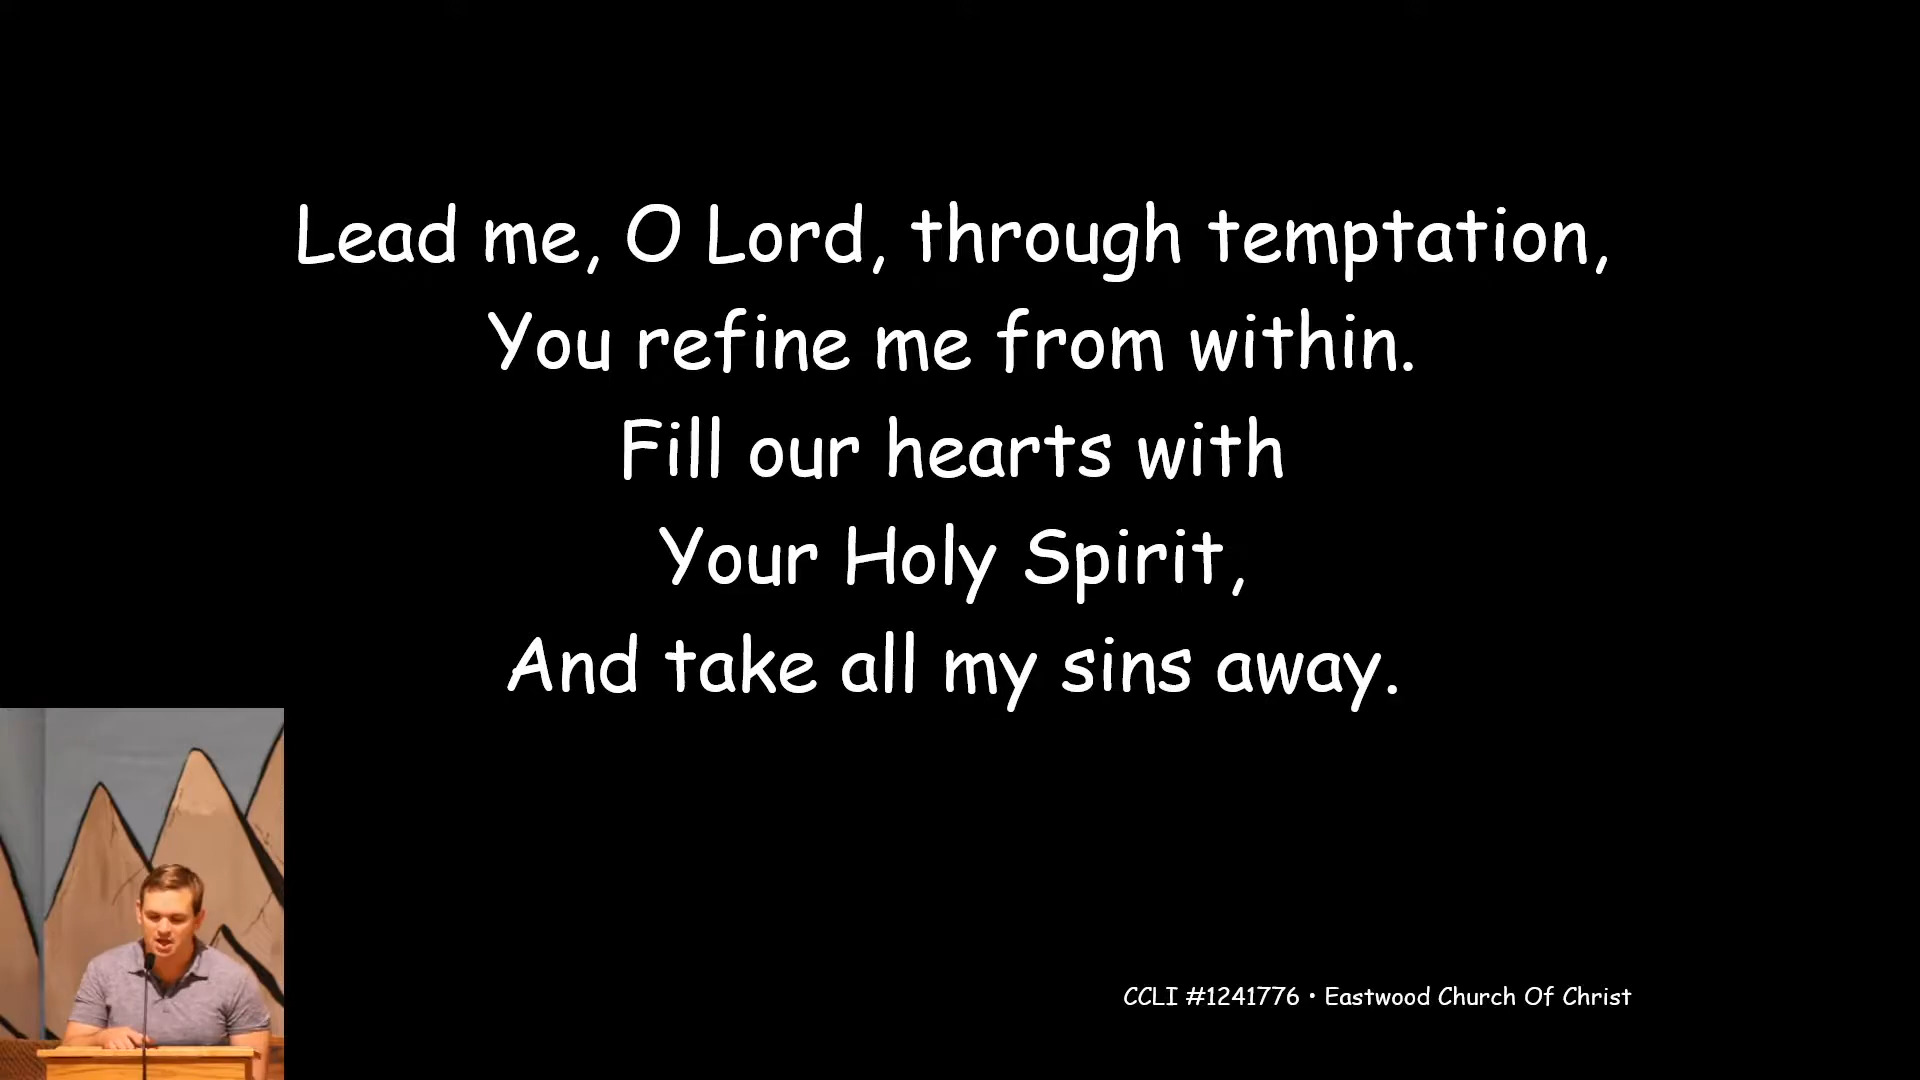 Lead me, O Lord, through temptation,
You refine me from within.
Fill our hearts with
Your Holy Spirit,
And take all my sins away.
CCLI #1241776 • Eastwood Church Of Christ